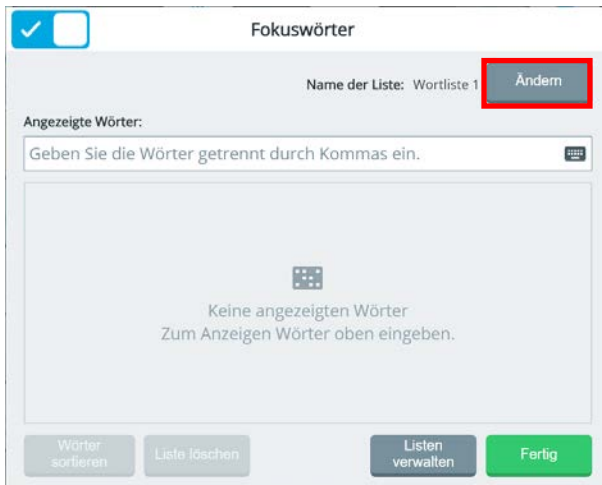 Fokuswörter
Name der Liste: Wortliste 1
Ändern
Angezeigte Wörter:
Geben Sie die Wörter getrennt durch Kommas ein.
Keine angezeigten Wörter
Zum Anzeigen Wörter oben eingeben.
Wörter
sortieren
Liste löschen
Listen
verwalten
Fertig